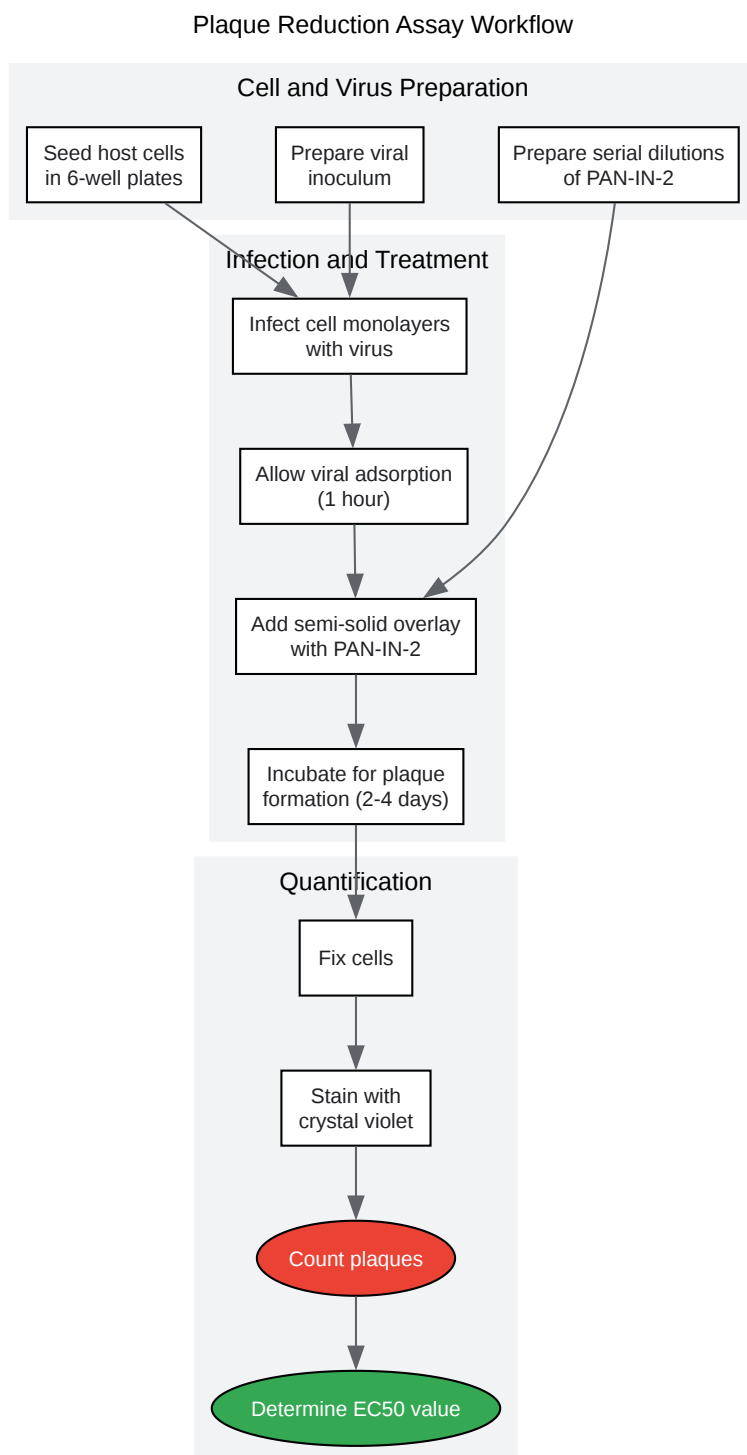 Plaque Reduction Assay Workflow
Cell and Virus Preparation
Seed host cells
in 6-well plates
Prepare viral
inoculum
Prepare serial dilutions
of PAN-IN-2
Infection and Treatment
Infect cell monolayers
with virus
Allow viral adsorption
(1 hour)
Add semi-solid overlay
with PAN-IN-2
Incubate for plaque
formation (2-4 days)
Quantification
Fix cells
Stain with
crystal violet
Count plaques
Determine EC50 value